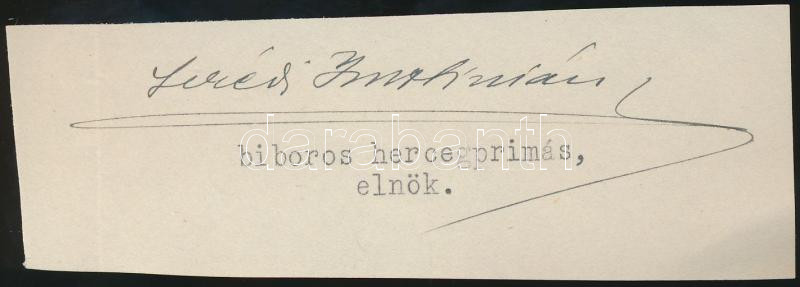 Serédi Jusztinián
darabanth
biboros hercegprimás,
elnök.